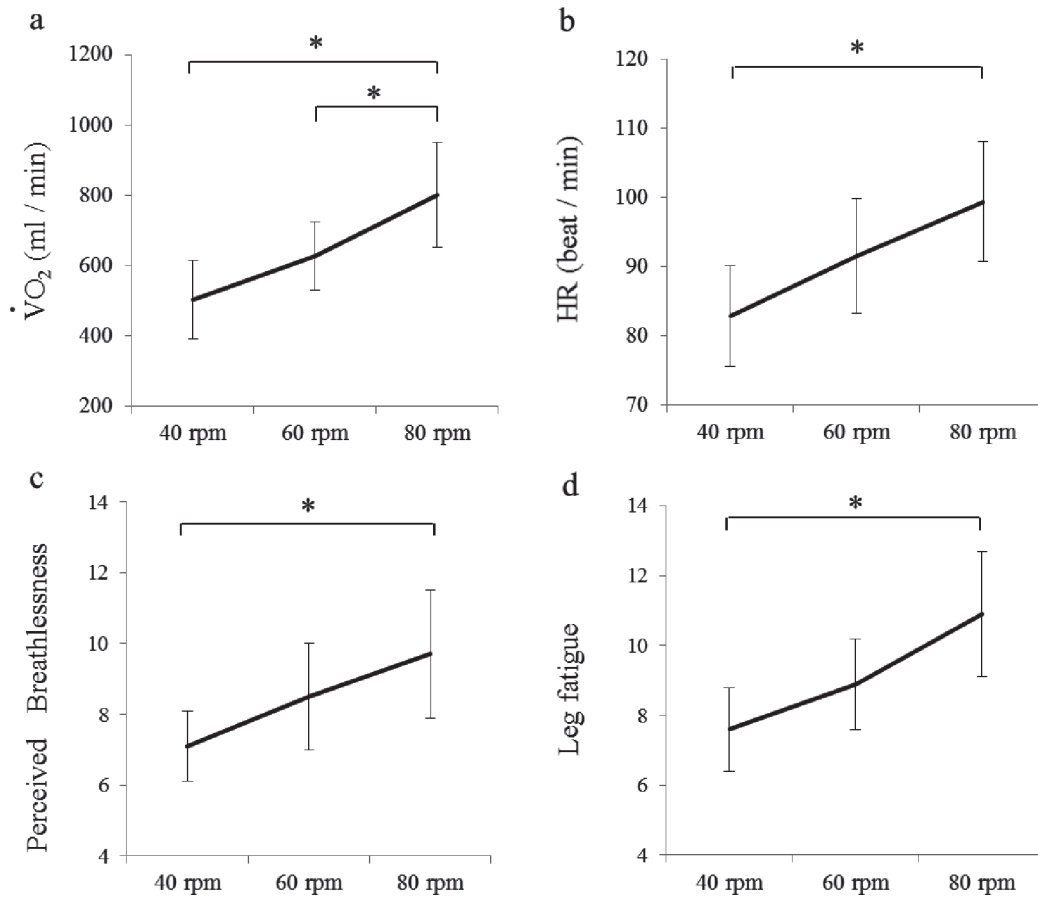 a
1200
1000
800
600
400
200
V̇O₂ (ml / min)
*
*
40 rpm 60 rpm 80 rpm
b
120
110
100
90
80
70
HR (beat / min)
*
40 rpm 60 rpm 80 rpm
c
14
12
10
8
6
4
Perceived Breathlessness
*
40 rpm 60 rpm 80 rpm
d
14
12
10
8
6
4
Leg fatigue
*
40 rpm 60 rpm 80 rpm